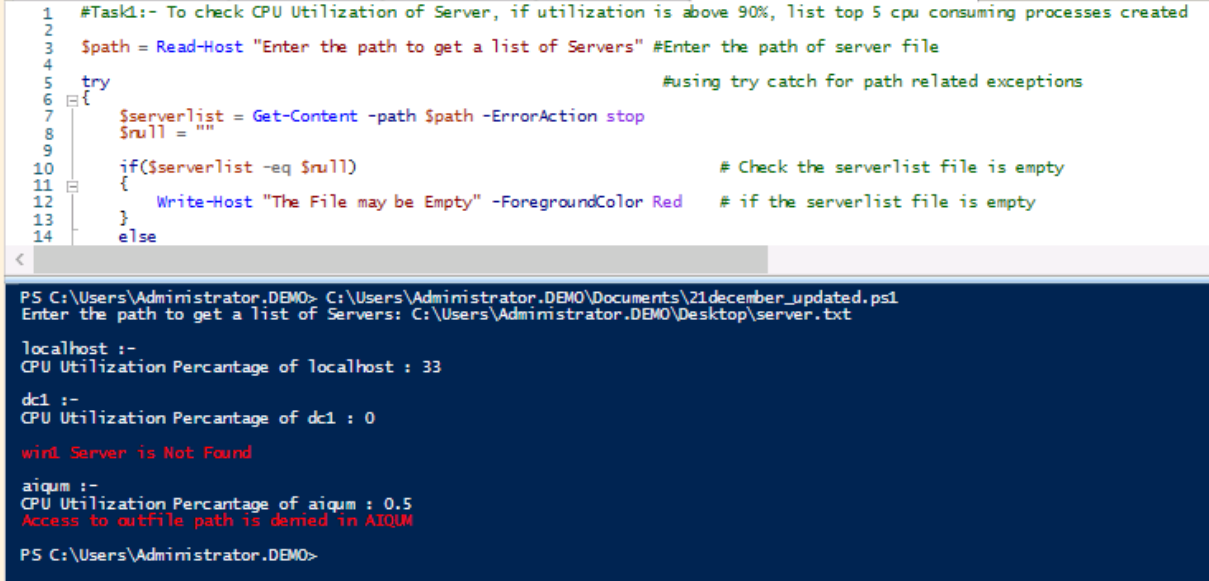 1 #Task1:- To check CPU Utilization of Server, if utilization is above 90%, list top 5 cpu consuming processes created
2
3 $path = Read-Host "Enter the path to get a list of Servers" #Enter the path of server file
4
5 try #using try catch for path related exceptions
6 {
7 $serverlist = Get-Content -path $path -ErrorAction stop
8 $null = ""
9
10 if($serverlist -eq $null) # Check the serverlist file is empty
11 {
12 Write-Host "The File may be Empty" -ForegroundColor Red # if the serverlist file is empty
13 }
14 else
PS C:\Users\Administrator.DEMO> C:\Users\Administrator.DEMO\Documents\21december_updated.ps1
Enter the path to get a list of Servers: C:\Users\Administrator.DEMO\Desktop\server.txt
localhost :-
CPU Utilization Percantage of localhost : 33
dc1 :-
CPU Utilization Percantage of dc1 : 0
win1 Server is Not Found
aiqum :-
CPU Utilization Percantage of aiqum : 0.5
Access to outfile path is denied in AIQUM
PS C:\Users\Administrator.DEMO>